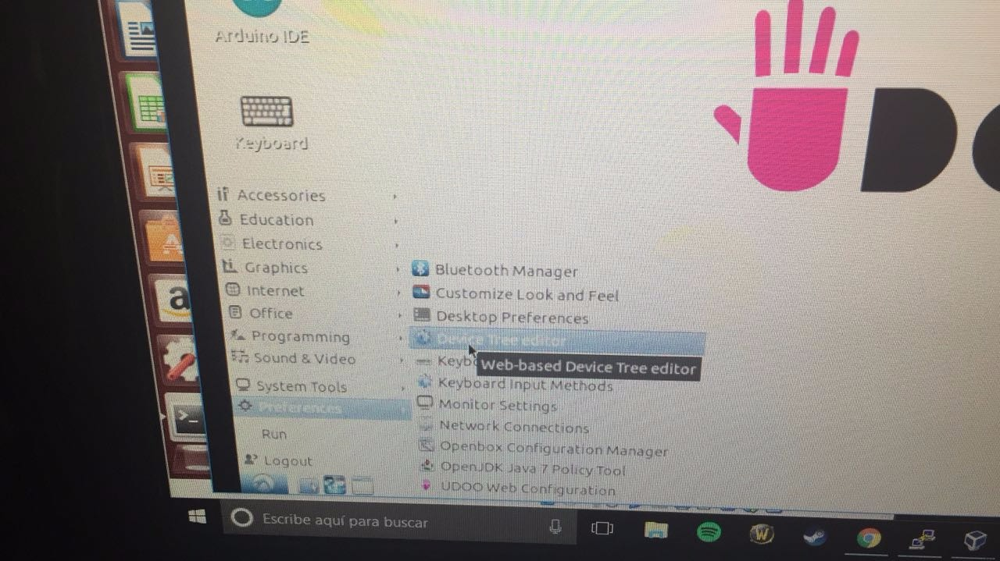 Arduino IDE
Keyboard
Accessories
Education
Electronics
Graphics
Internet
Office
Programming
Sound & Video
System Tools
Preferences
Run
Logout
Bluetooth Manager
Customize Look and Feel
Desktop Preferences
Device Tree editor
Web-based Device Tree editor
Keyboard Input Methods
Monitor Settings
Network Connections
Openbox Configuration Manager
OpenJDK Java 7 Policy Tool
UDOO Web Configuration
Escribe aquí para buscar